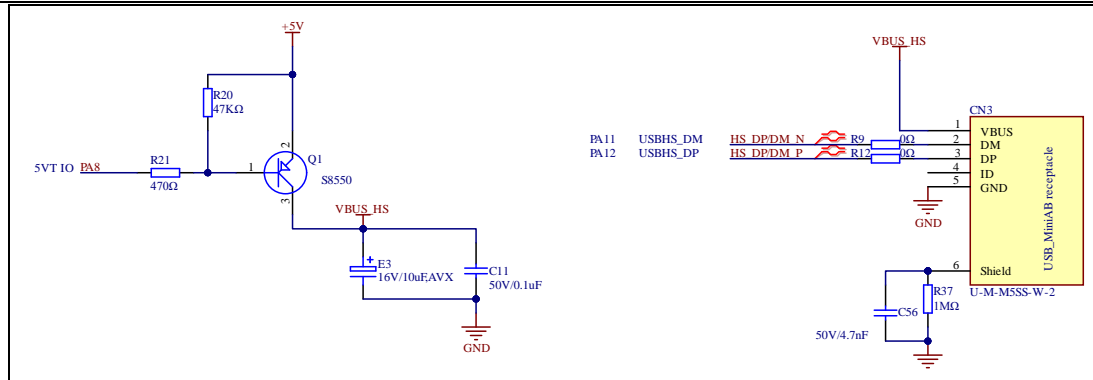 +5V
R20
47KΩ
5VT IO PA8
R21
470Ω
1
2
3
Q1
S8550
VBUS_HS
E3
16V/10uF,AVX
C11
50V/0.1uF
GND
VBUS_HS
CN3
PA11 USBHS_DM HS_DP/DM_N R9 0Ω
PA12 USBHS_DP HS_DP/DM_P R12 0Ω
1 VBUS
2 DM
3 DP
4 ID
5 GND
GND
USB_MiniAB receptacle
6 Shield
U-M-M5SS-W-2
R37
1MΩ
C56
50V/4.7nF